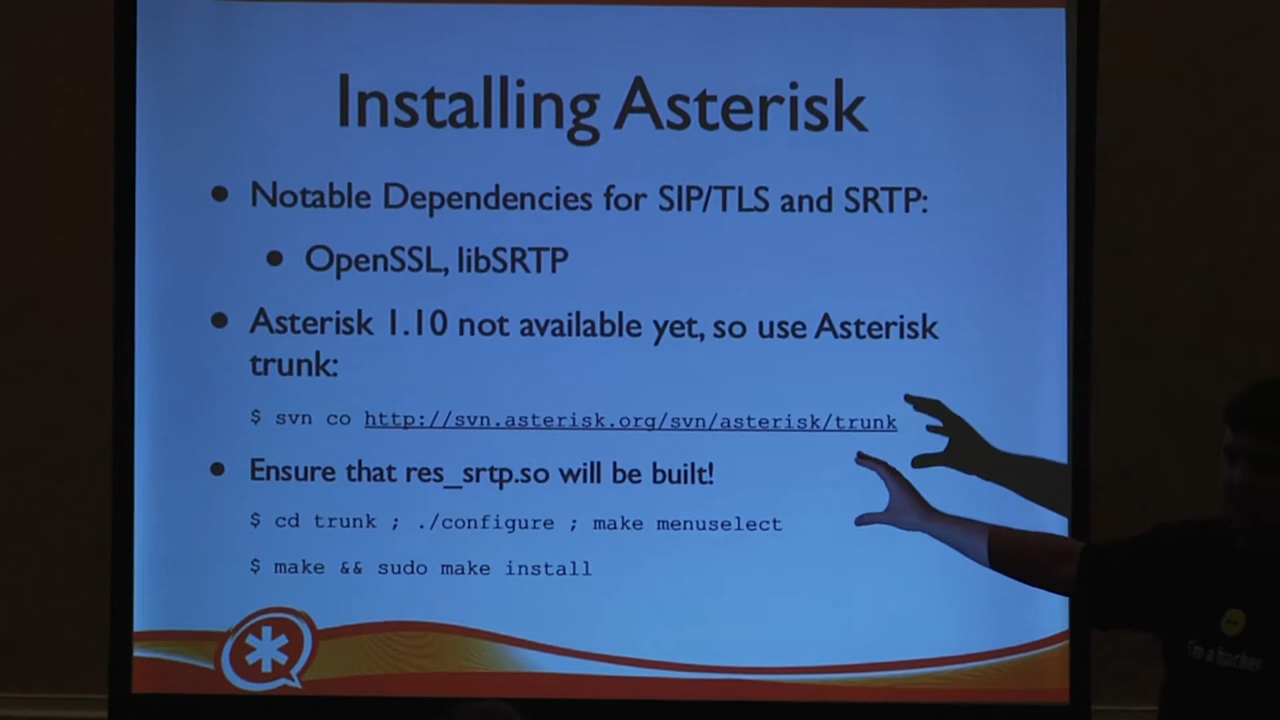 Installing Asterisk
• Notable Dependencies for SIP/TLS and SRTP:
• OpenSSL, libSRTP
• Asterisk 1.10 not available yet, so use Asterisk
trunk:
$ svn co http://svn.asterisk.org/svn/asterisk/trunk
• Ensure that res_srtp.so will be built!
$ cd trunk ; ./configure ; make menuselect
$ make && sudo make install
I'm a hacker